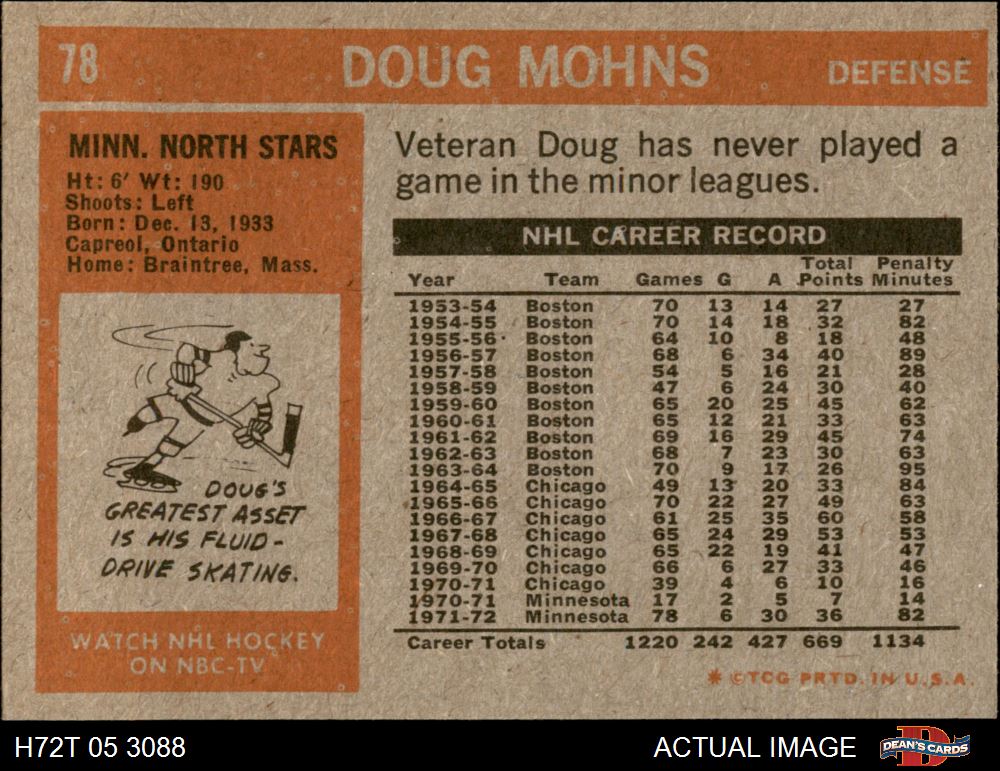 78 DOUG MOHNS DEFENSE
MINN. NORTH STARS
Ht: 6' Wt: 190
Shoots: Left
Born: Dec. 13, 1933
Capreol, Ontario
Home: Braintree, Mass.
DOUG'S
GREATEST ASSET
IS HIS FLUID-
DRIVE SKATING.
WATCH NHL HOCKEY
ON NBC-TV
Veteran Doug has never played a
game in the minor leagues.
NHL CAREER RECORD
Year Team Games G A Total Points Penalty Minutes
1953-54 Boston 70 13 14 27 27
1954-55 Boston 70 14 18 32 82
1955-56 Boston 64 10 8 18 48
1956-57 Boston 68 6 34 40 89
1957-58 Boston 54 5 16 21 28
1958-59 Boston 47 6 24 30 40
1959-60 Boston 65 20 25 45 62
1960-61 Boston 65 12 21 33 63
1961-62 Boston 69 16 29 45 74
1962-63 Boston 68 7 23 30 63
1963-64 Boston 70 9 17 26 95
1964-65 Chicago 49 13 20 33 84
1965-66 Chicago 70 22 27 49 63
1966-67 Chicago 61 25 35 60 58
1967-68 Chicago 65 24 29 53 53
1968-69 Chicago 65 22 19 41 47
1969-70 Chicago 66 6 27 33 46
1970-71 Chicago 39 4 6 10 16
1970-71 Minnesota 17 2 5 7 14
1971-72 Minnesota 78 6 30 36 82
Career Totals 1220 242 427 669 1134
* ©TCG PRTD. IN U.S.A.
H72T 05 3088 ACTUAL IMAGE DEAN'S CARDS